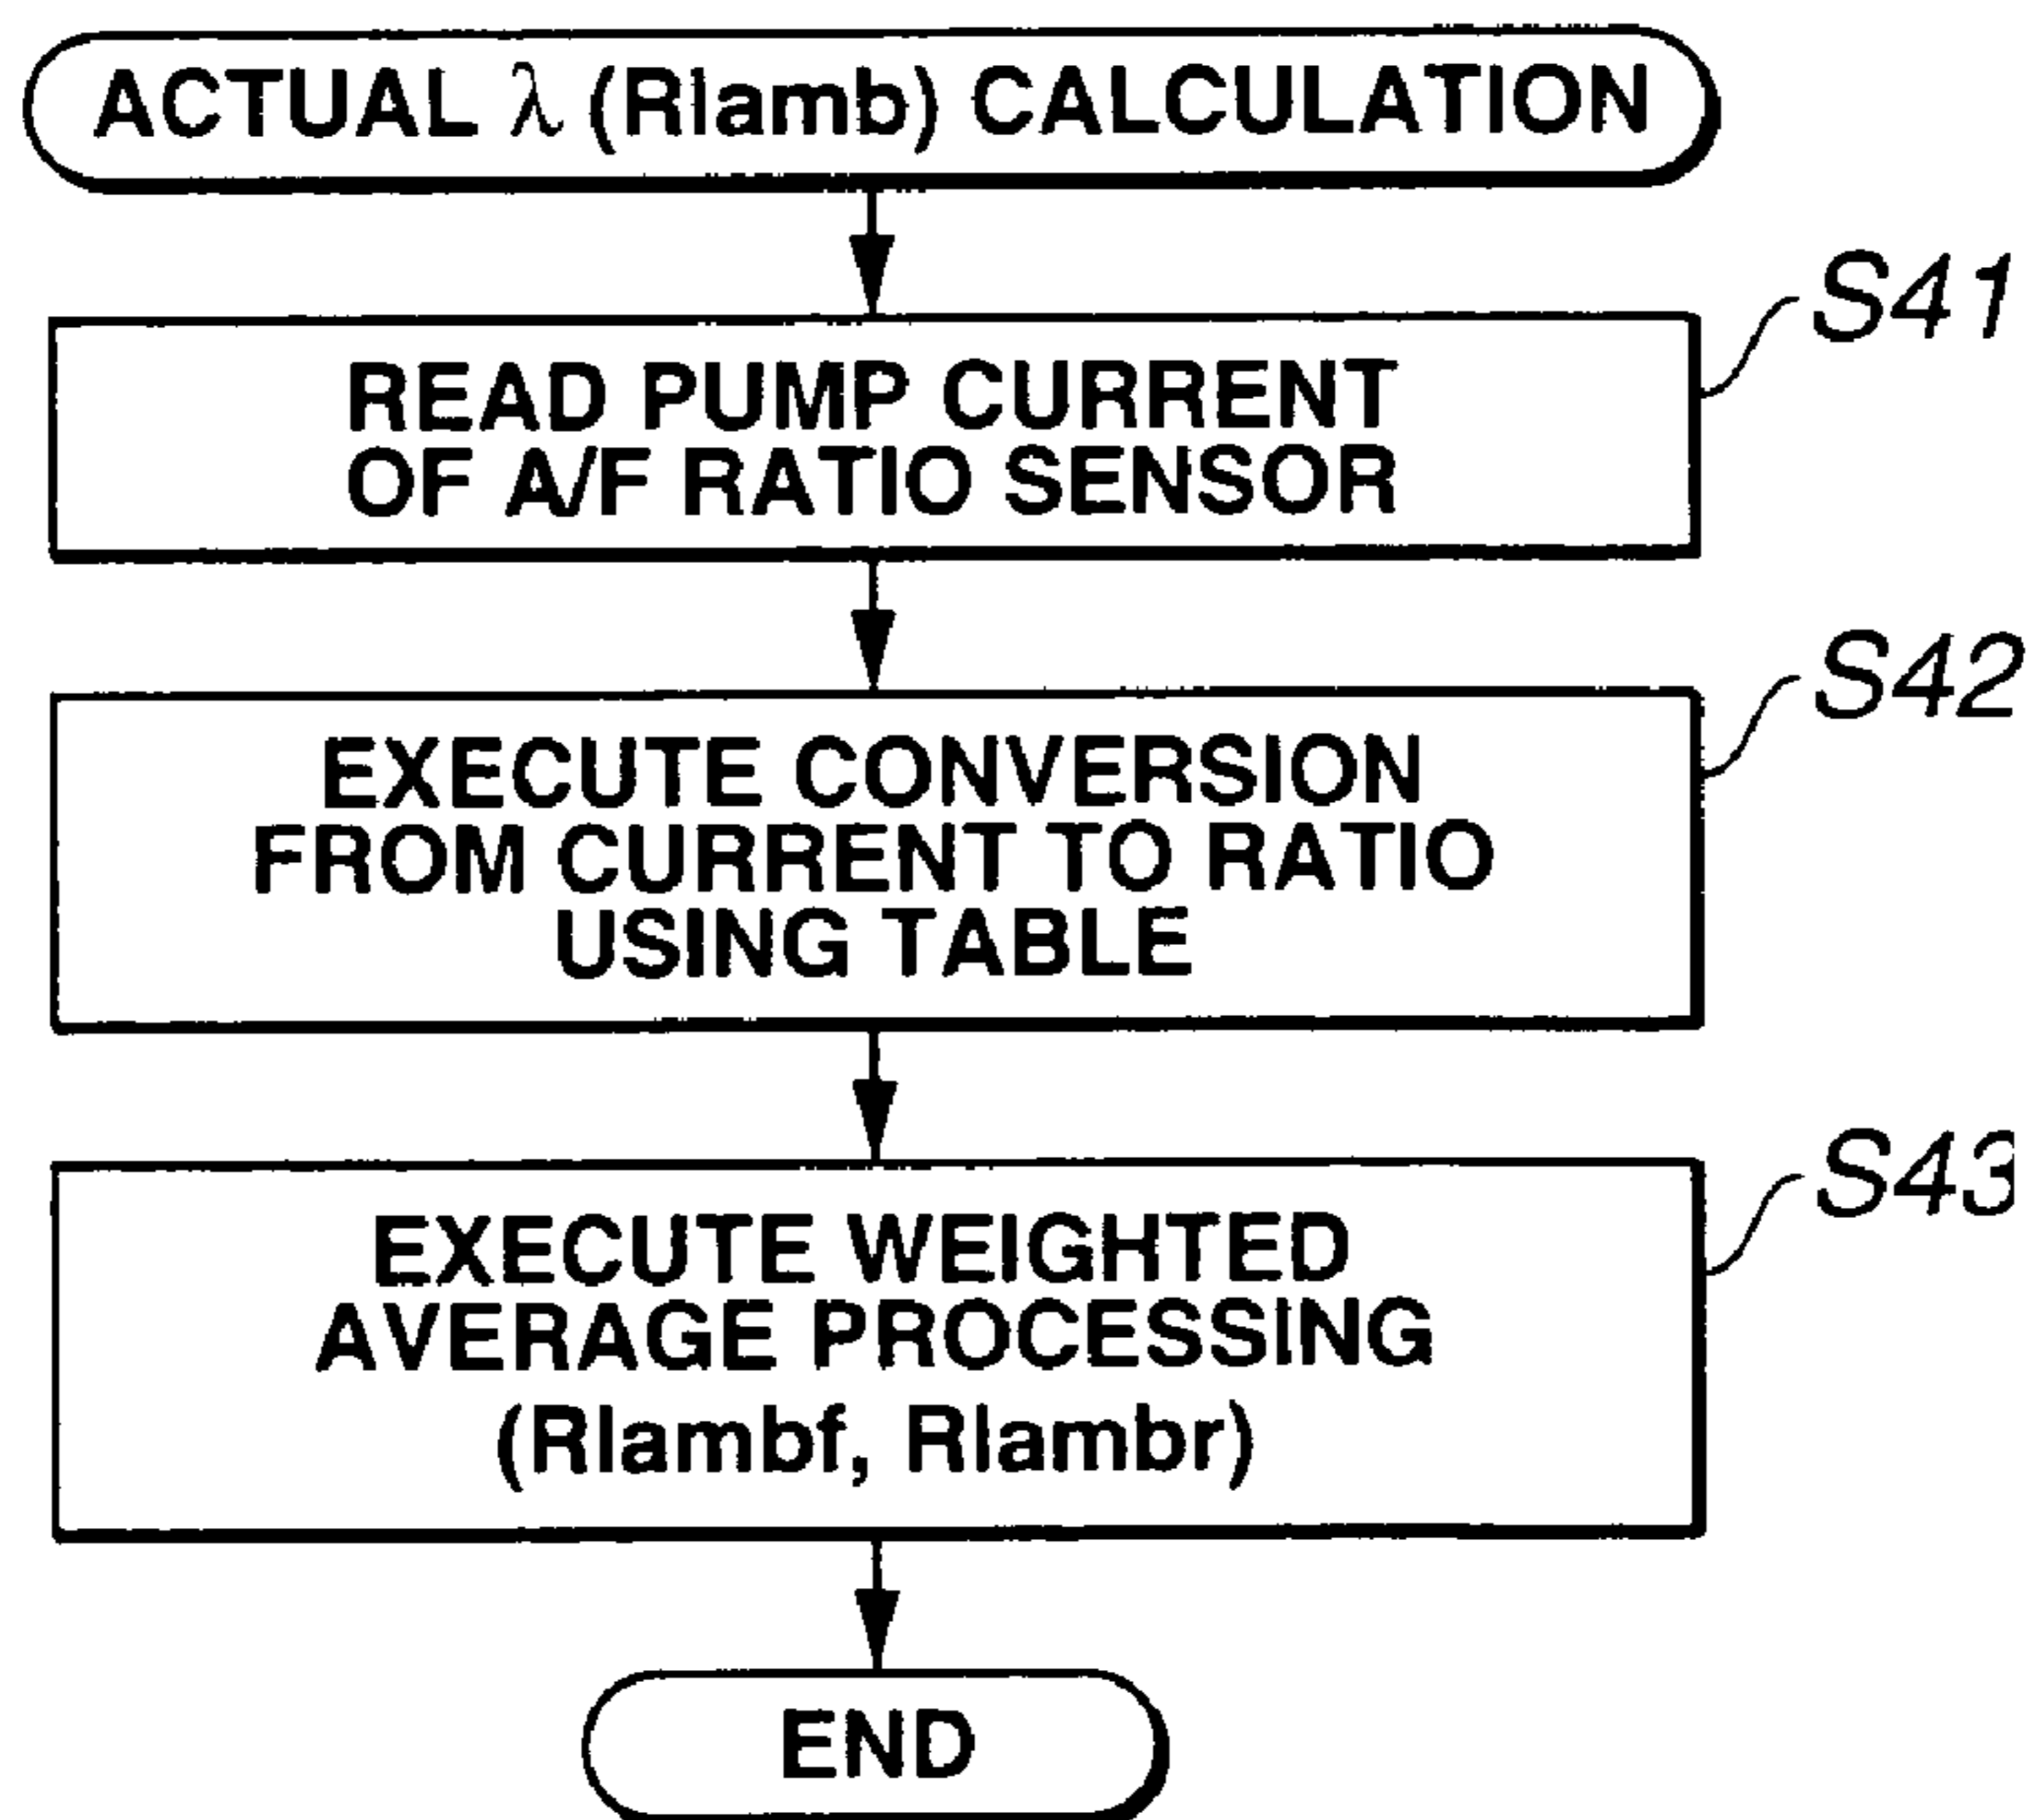 ACTUAL λ (Rlamb) CALCULATION
S41
READ PUMP CURRENT
OF A/F RATIO SENSOR
S42
EXECUTE CONVERSION
FROM CURRENT TO RATIO
USING TABLE
S43
EXECUTE WEIGHTED
AVERAGE PROCESSING
(Rlambf, Rlambr)
END